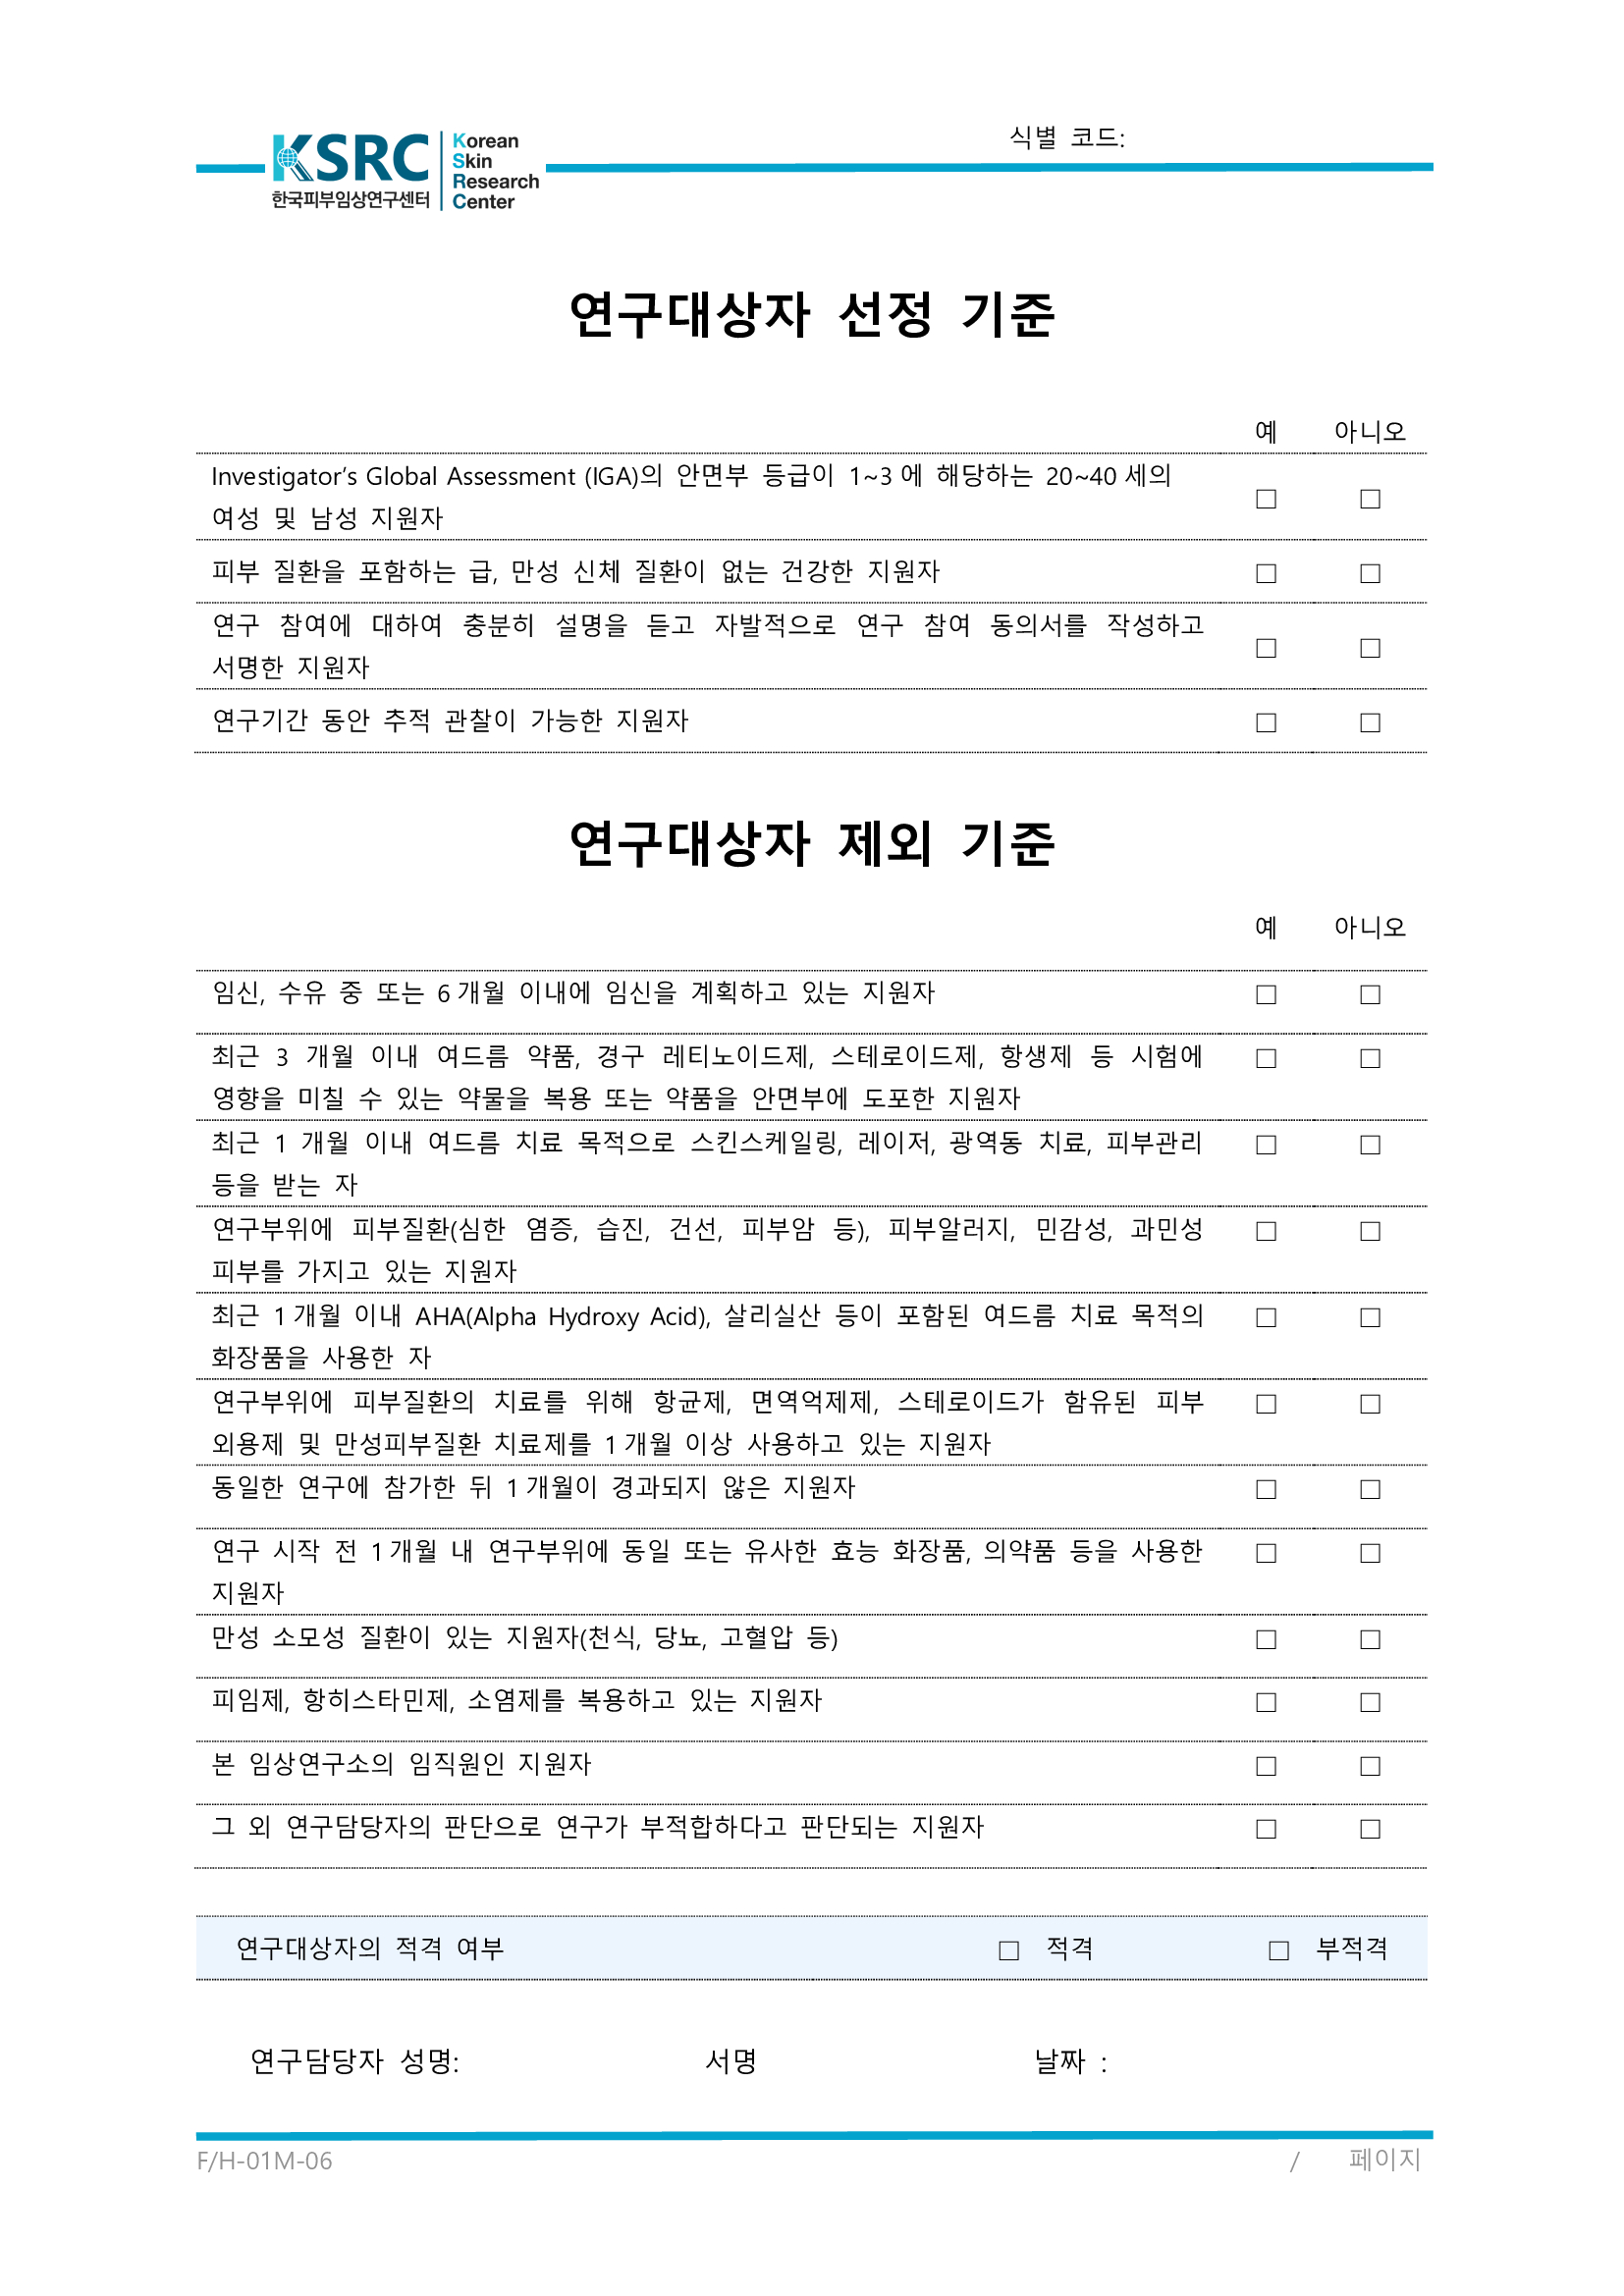 식별 코드:
KSRC
한국피부임상연구센터
Korean
Skin
Research
Center
연구대상자 선정 기준
예 아니오
Investigator’s Global Assessment (IGA)의 안면부 등급이 1~3 에 해당하는 20~40 세의
여성 및 남성 지원자 □ □
피부 질환을 포함하는 급, 만성 신체 질환이 없는 건강한 지원자 □ □
연구 참여에 대하여 충분히 설명을 듣고 자발적으로 연구 참여 동의서를 작성하고
서명한 지원자 □ □
연구기간 동안 추적 관찰이 가능한 지원자 □ □
연구대상자 제외 기준
예 아니오
임신, 수유 중 또는 6 개월 이내에 임신을 계획하고 있는 지원자 □ □
최근 3 개월 이내 여드름 약품, 경구 레티노이드제, 스테로이드제, 항생제 등 시험에 □ □
영향을 미칠 수 있는 약물을 복용 또는 약품을 안면부에 도포한 지원자
최근 1 개월 이내 여드름 치료 목적으로 스킨스케일링, 레이저, 광역동 치료, 피부관리 □ □
등을 받는 자
연구부위에 피부질환(심한 염증, 습진, 건선, 피부암 등), 피부알러지, 민감성, 과민성 □ □
피부를 가지고 있는 지원자
최근 1 개월 이내 AHA(Alpha Hydroxy Acid), 살리실산 등이 포함된 여드름 치료 목적의 □ □
화장품을 사용한 자
연구부위에 피부질환의 치료를 위해 항균제, 면역억제제, 스테로이드가 함유된 피부 □ □
외용제 및 만성피부질환 치료제를 1 개월 이상 사용하고 있는 지원자
동일한 연구에 참가한 뒤 1 개월이 경과되지 않은 지원자 □ □
연구 시작 전 1 개월 내 연구부위에 동일 또는 유사한 효능 화장품, 의약품 등을 사용한 □ □
지원자
만성 소모성 질환이 있는 지원자(천식, 당뇨, 고혈압 등) □ □
피임제, 항히스타민제, 소염제를 복용하고 있는 지원자 □ □
본 임상연구소의 임직원인 지원자 □ □
그 외 연구담당자의 판단으로 연구가 부적합하다고 판단되는 지원자 □ □
연구대상자의 적격 여부 □ 적격 □ 부적격
연구담당자 성명: 서명 날짜 :
F/H-01M-06 / 페이지